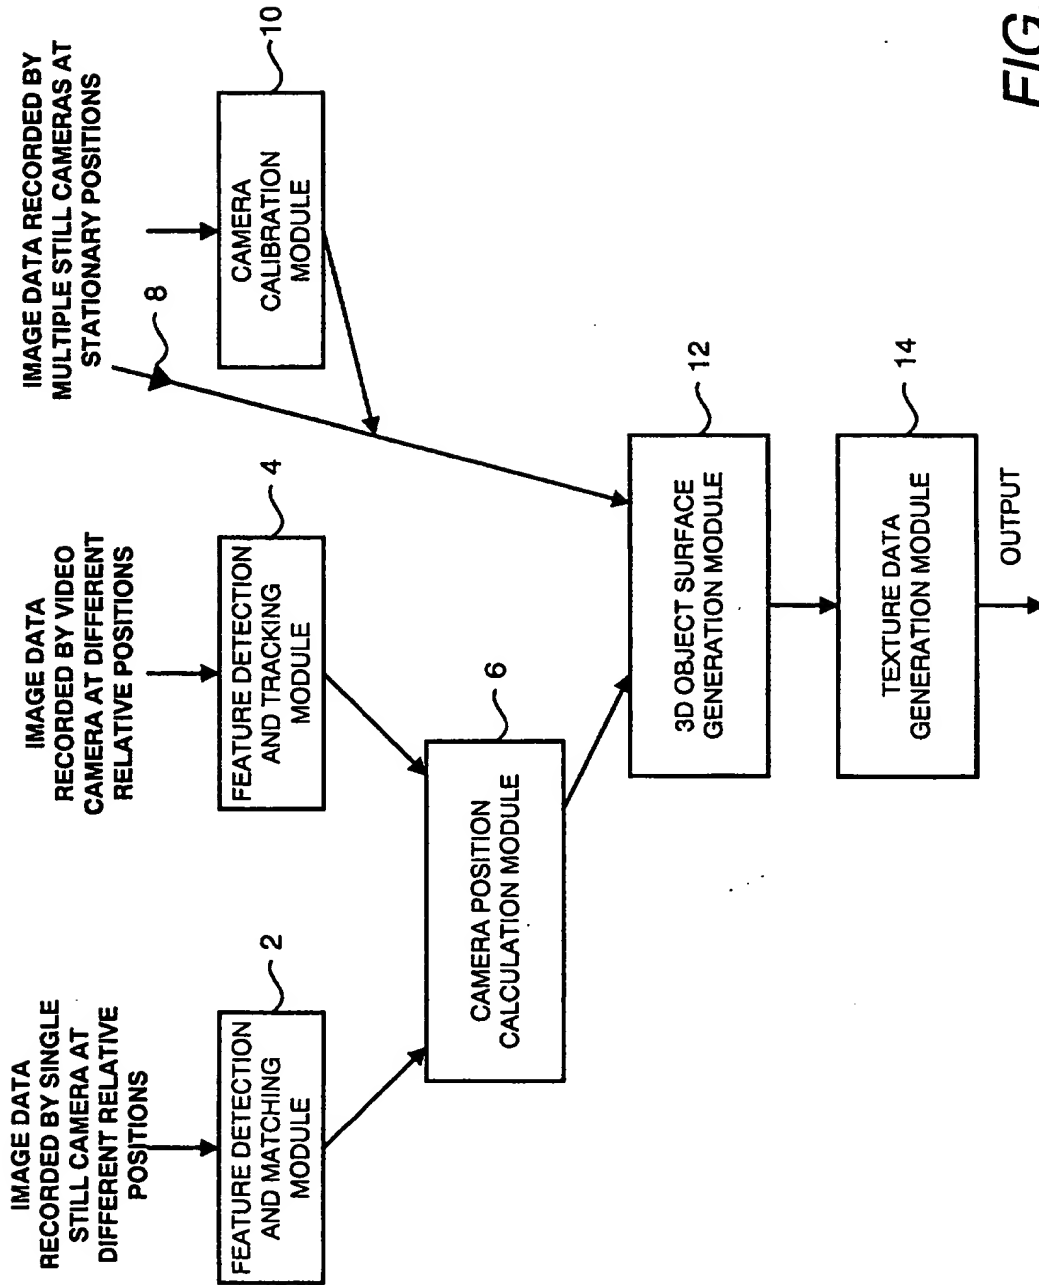 IMAGE DATA
RECORDED BY SINGLE
STILL CAMERA AT
DIFFERENT RELATIVE
POSITIONS
IMAGE DATA
RECORDED BY VIDEO
CAMERA AT DIFFERENT
RELATIVE POSITIONS
IMAGE DATA RECORDED BY
MULTIPLE STILL CAMERAS AT
STATIONARY POSITIONS
8
FEATURE DETECTION
AND MATCHING
MODULE
2
FEATURE DETECTION
AND TRACKING
MODULE
4
CAMERA
CALIBRATION
MODULE
10
CAMERA POSITION
CALCULATION MODULE
6
3D OBJECT SURFACE
GENERATION MODULE
12
TEXTURE DATA
GENERATION MODULE
14
OUTPUT
FIG